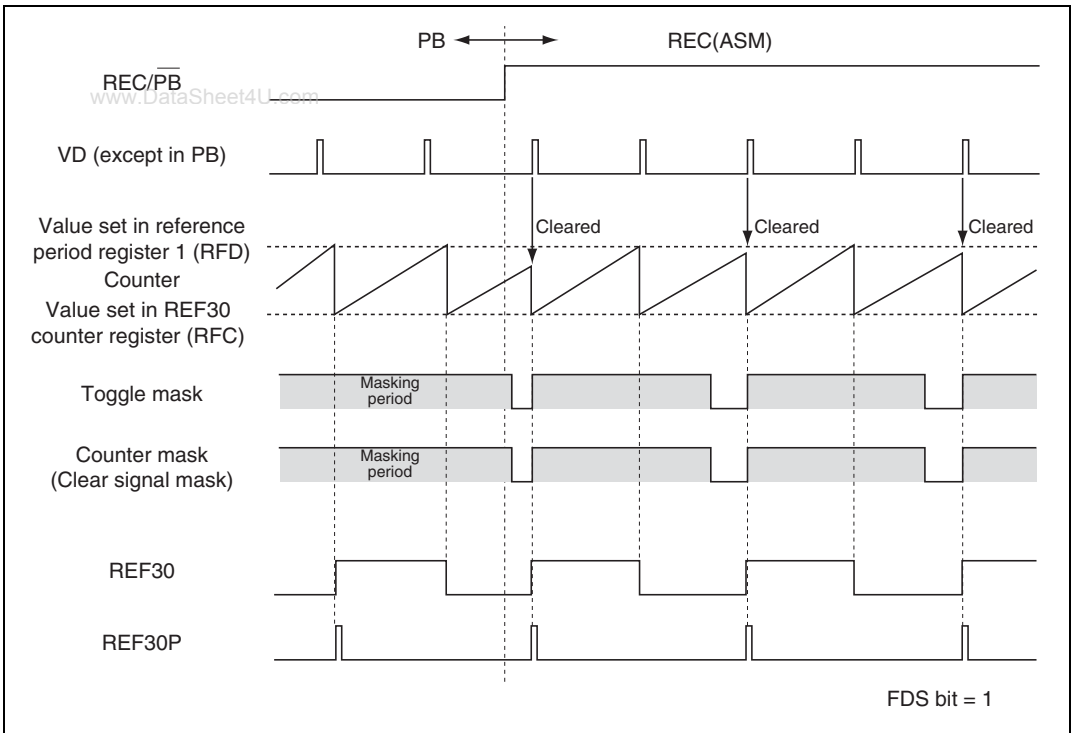 PB
REC(ASM)
REC/PB
www.DataSheet4U.com
VD (except in PB)
Value set in reference
period register 1 (RFD)
Counter
Value set in REF30
counter register (RFC)
Cleared
Cleared
Cleared
Toggle mask
Masking
period
Counter mask
(Clear signal mask)
Masking
period
REF30
REF30P
FDS bit = 1